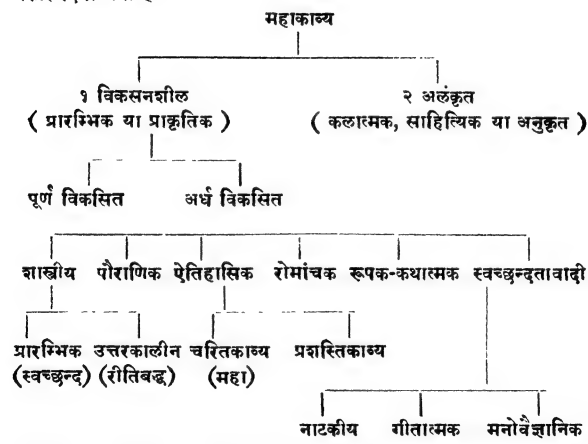 महाकाव्य
१ विकसनशील
( प्रारम्भिक या प्राकृतिक )
२ अलंकृत
( कलात्मक, साहित्यिक या अनुकृत )
पूर्ण विकसित अर्ध विकसित
शास्त्रीय पौराणिक ऐतिहासिक रोमांचक रूपक-कथात्मक स्वच्छन्दतावादी
प्रारम्भिक उत्तरकालीन चरितकाव्य प्रशस्तिकाव्य
(स्वच्छन्द) (रीतिबद्ध) (महा)
नाटकीय गीतात्मक मनोवैज्ञानिक